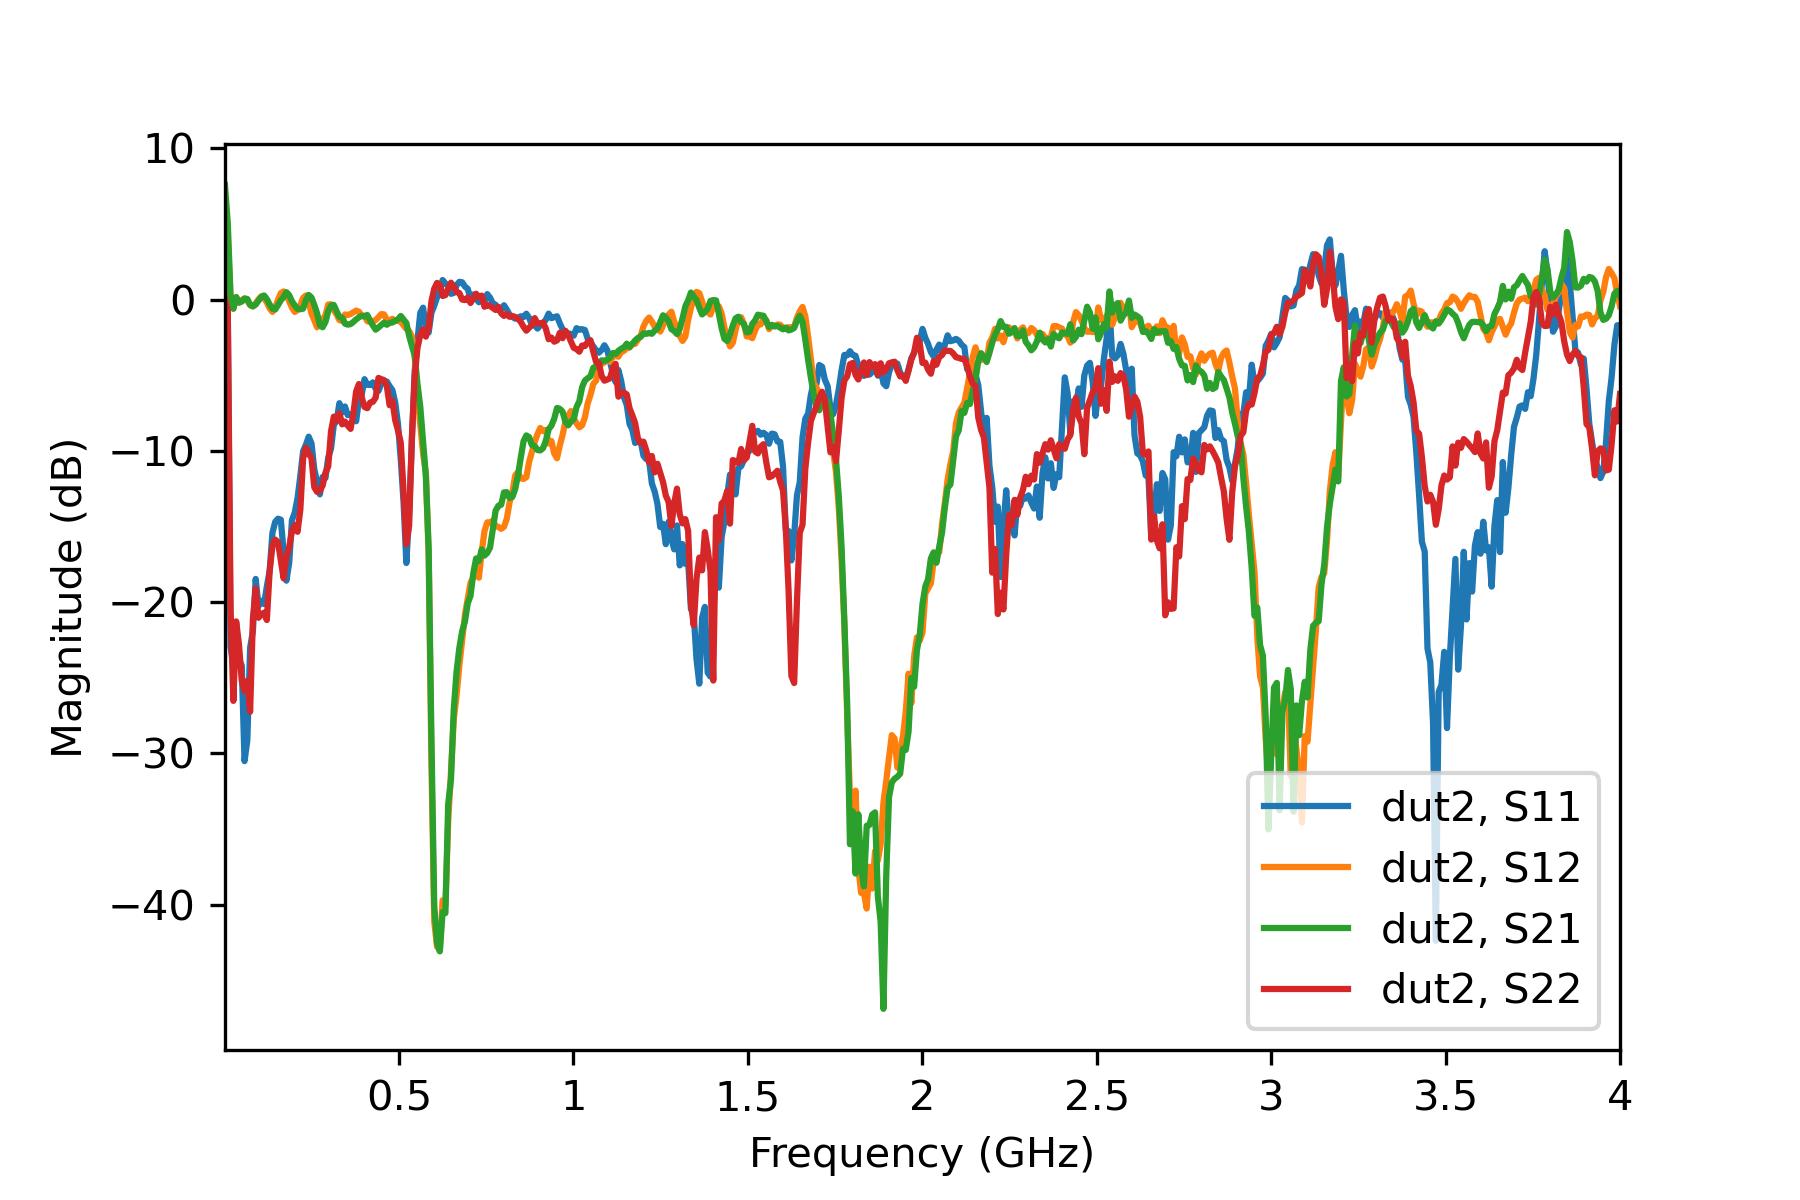 10
0
−10
−20
−30
−40
Magnitude (dB)
0.5 1 1.5 2 2.5 3 3.5 4
Frequency (GHz)
dut2, S11
dut2, S12
dut2, S21
dut2, S22